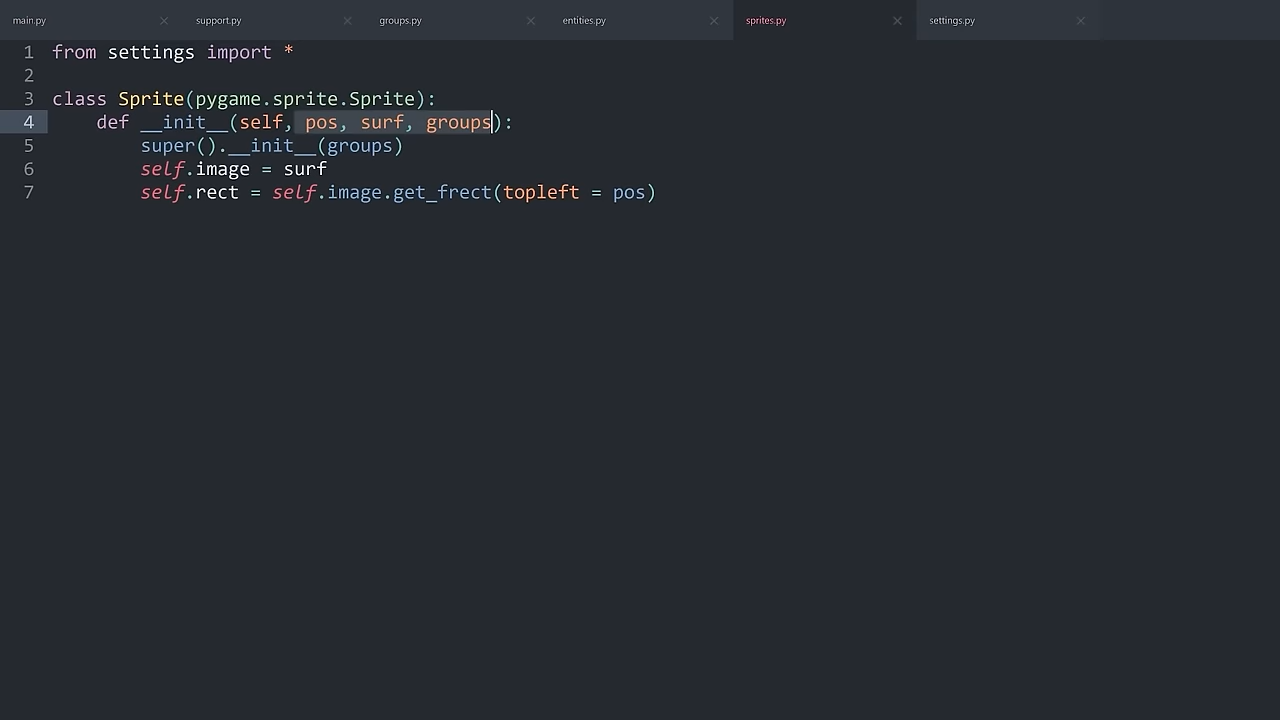 main.py support.py groups.py entities.py sprites.py settings.py
1 from settings import *
2
3 class Sprite(pygame.sprite.Sprite):
4     def __init__(self, pos, surf, groups):
5         super().__init__(groups)
6         self.image = surf
7         self.rect = self.image.get_frect(topleft = pos)